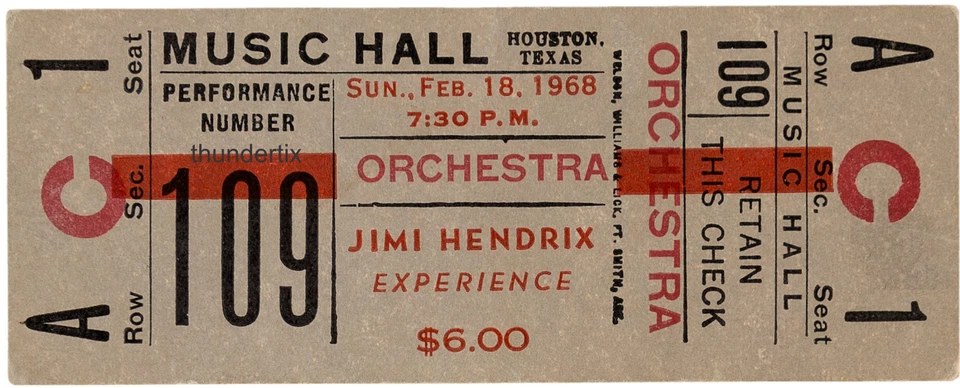 1 Seat
C Sec.
A Row
MUSIC HALL HOUSTON, TEXAS
PERFORMANCE NUMBER
thundertix
109
SUN., FEB. 18, 1968
7:30 P.M.
ORCHESTRA
JIMI HENDRIX
EXPERIENCE
$6.00
WELDON, WILLIAMS & LICK, FT. SMITH, ARK.
ORCHESTRA
109
RETAIN
THIS CHECK
MUSIC HALL
Row A
Sec. C
Seat 1